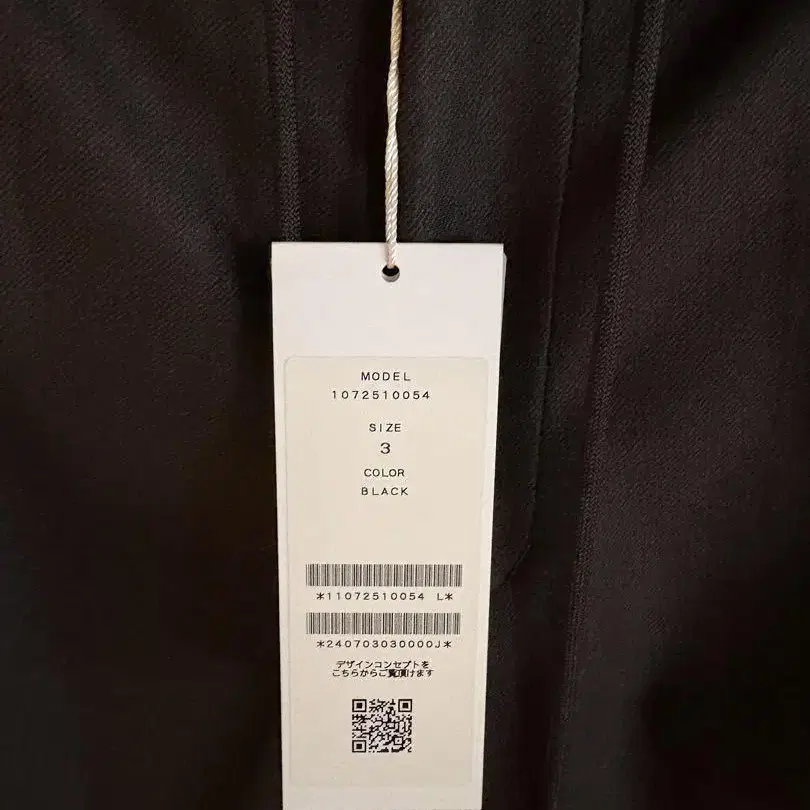 MODEL
1072510054
SIZE
3
COLOR
BLACK
*11072510054 L*
*240703030000J*
デザインコンセプトを
こちらからご覧頂けます